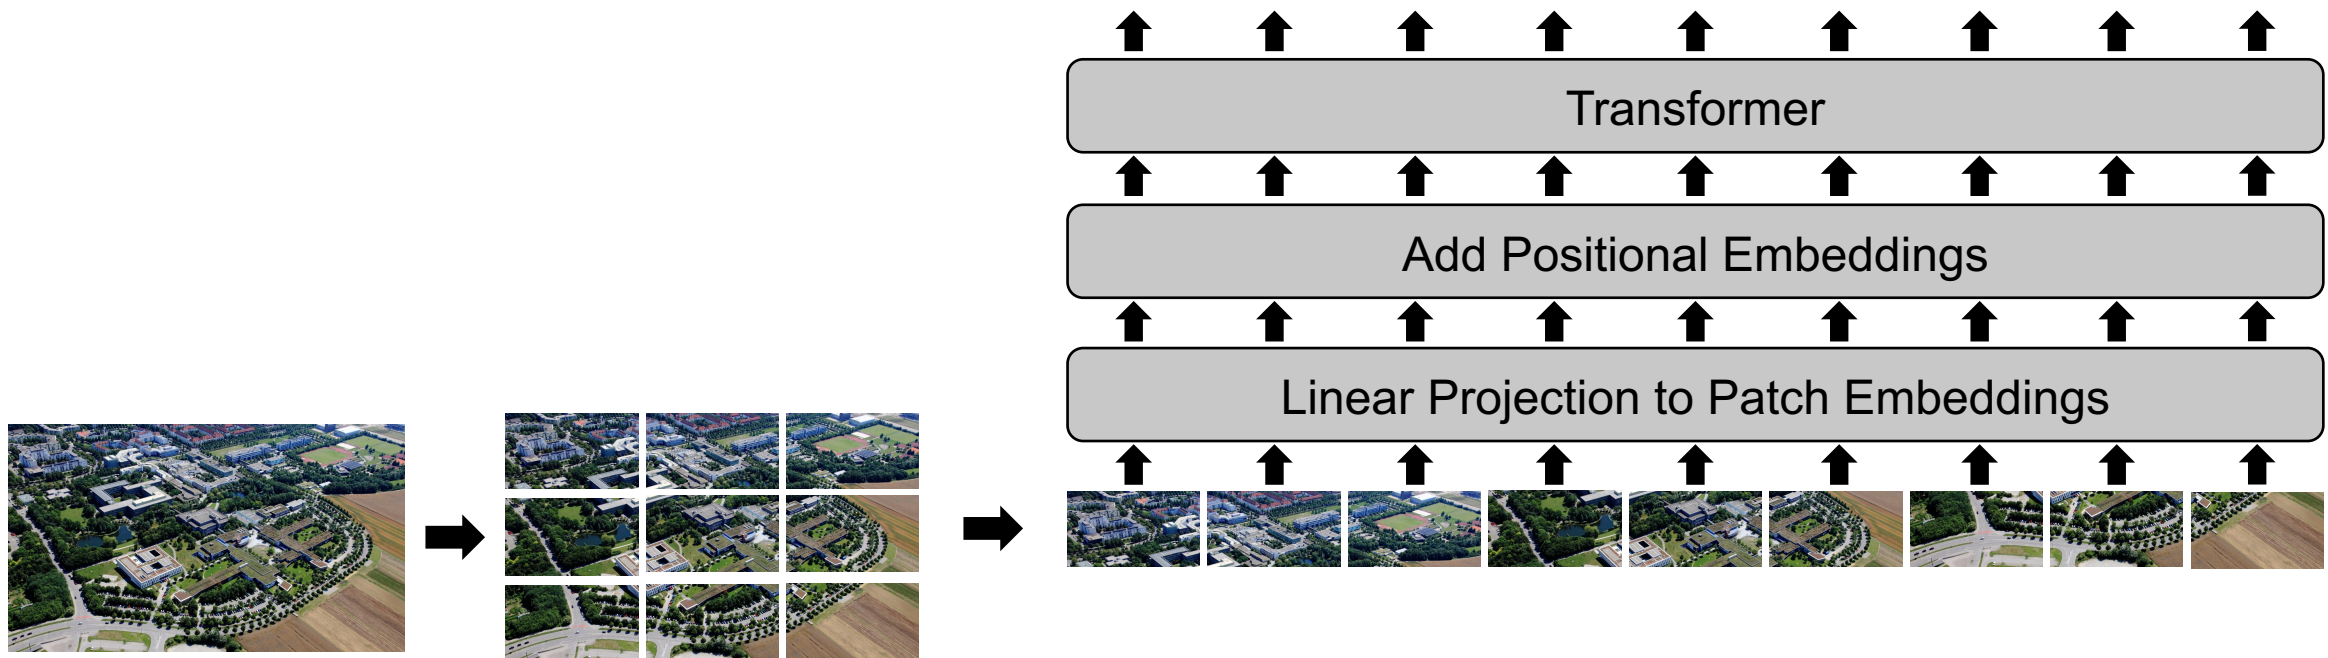 Transformer
Add Positional Embeddings
Linear Projection to Patch Embeddings